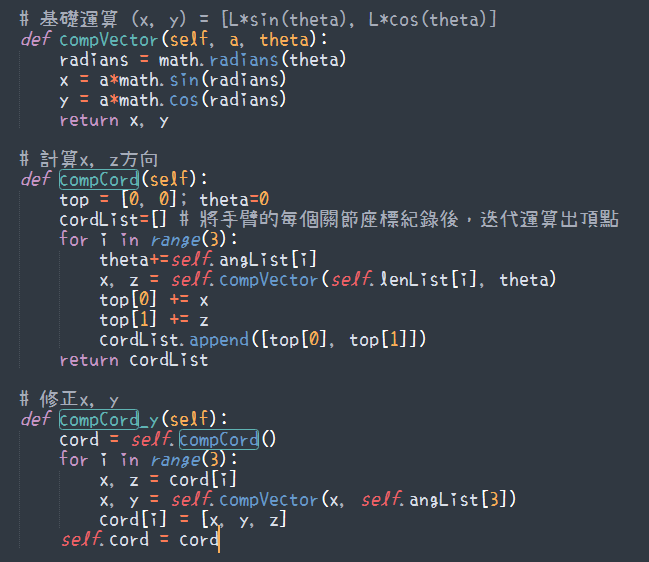 # 基礎運算 (x, y) = [L*sin(theta), L*cos(theta)]
def compVector(self, a, theta):
    radians = math.radians(theta)
    x = a*math.sin(radians)
    y = a*math.cos(radians)
    return x, y

# 計算x, z方向
def compCord(self):
    top = [0, 0]; theta=0
    cordList=[] # 將手臂的每個關節座標紀錄後，迭代運算出頂點
    for i in range(3):
        theta+=self.angList[i]
        x, z = self.compVector(self.lenList[i], theta)
        top[0] += x
        top[1] += z
        cordList.append([top[0], top[1]])
    return cordList

# 修正x, y
def compCord_y(self):
    cord = self.compCord()
    for i in range(3):
        x, z = cord[i]
        x, y = self.compVector(x, self.angList[3])
        cord[i] = [x, y, z]
    self.cord = cord